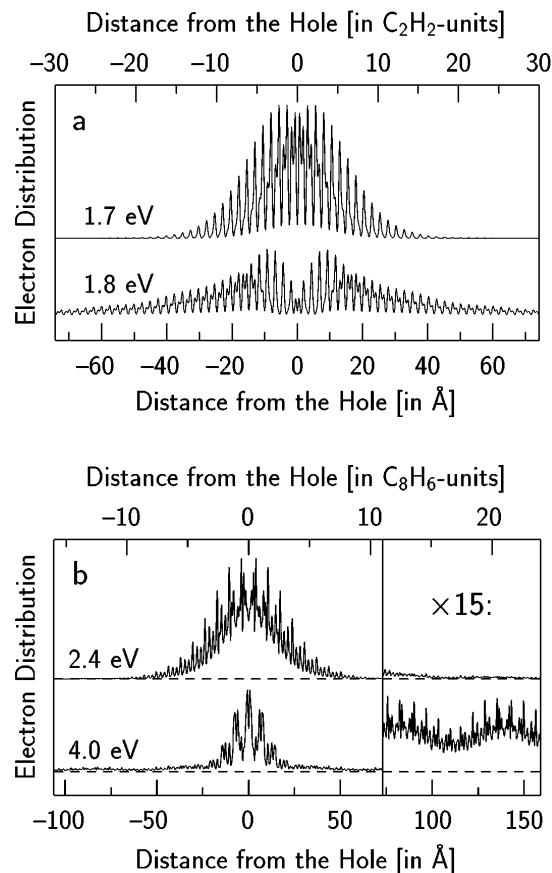 Distance from the Hole [in C₂H₂-units]
−30 −20 −10 0 10 20 30
Electron Distribution
a
1.7 eV
1.8 eV
−60 −40 −20 0 20 40 60
Distance from the Hole [in Å]
Distance from the Hole [in C₈H₆-units]
−10 0 10 20
Electron Distribution
b
×15:
2.4 eV
Electron Distribution
4.0 eV
−100 −50 0 50 100 150
Distance from the Hole [in Å]